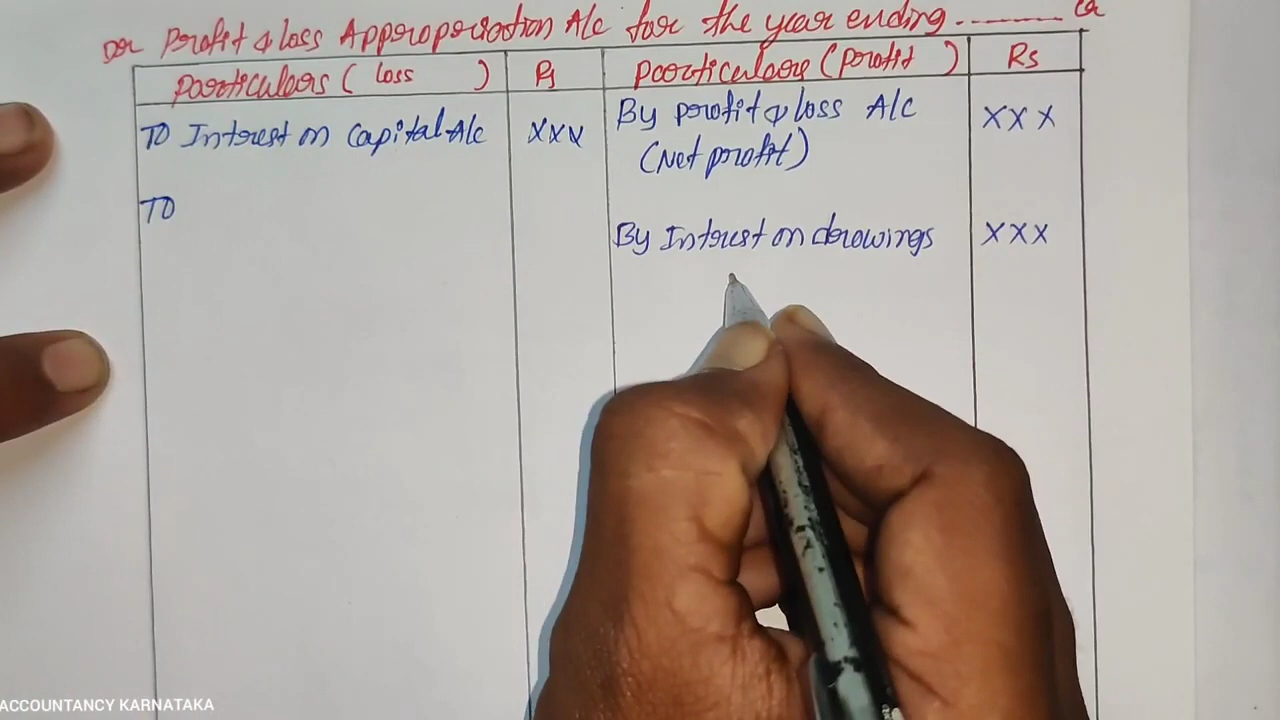 Dr Profit & loss Appropriation A/c for the year ending ........... Cr
Particulars ( loss ) Rs Particulars (profit ) Rs
To Interest on Capital A/c xxx By profit & loss A/c xxx
(Net profit)
To
By Interest on drawings xxx
ACCOUNTANCY KARNATAKA